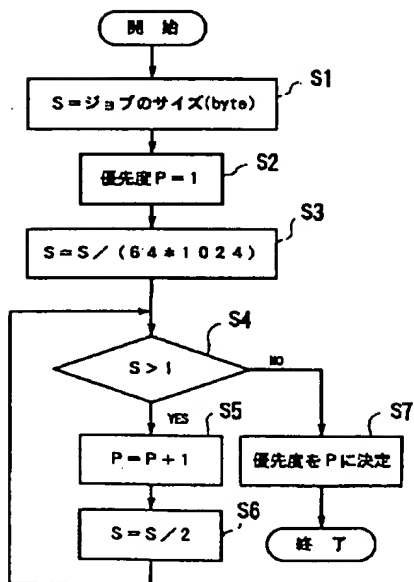 開 始
S=ジョブのサイズ(byte)
S1
優先度P=1
S2
S=S/(64*1024)
S3
S>1
S4
NO
YES
P=P+1
S5
優先度をPに決定
S7
S=S/2
S6
終 了